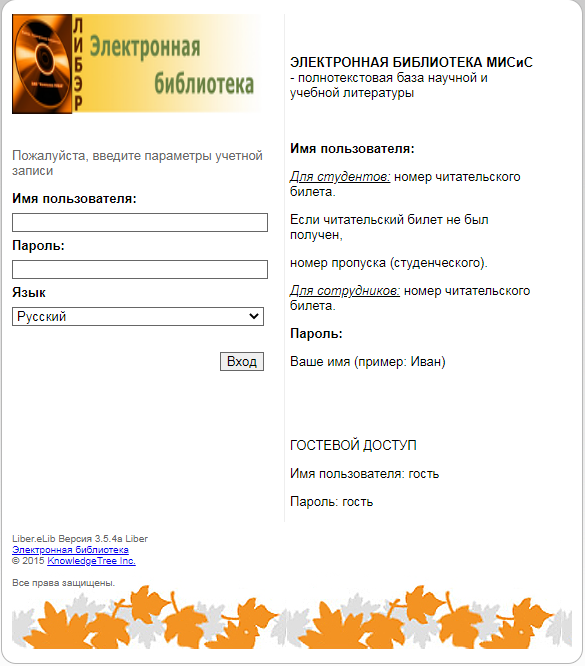 ЛИБЭР
Электронная
библиотека
Пожалуйста, введите параметры учетной
записи
Имя пользователя:
Пароль:
Язык
Русский
Вход
ЭЛЕКТРОННАЯ БИБЛИОТЕКА МИСиС
- полнотекстовая база научной и
учебной литературы
Имя пользователя:
Для студентов: номер читательского
билета.
Если читательский билет не был
получен,
номер пропуска (студенческого).
Для сотрудников: номер читательского
билета.
Пароль:
Ваше имя (пример: Иван)
ГОСТЕВОЙ ДОСТУП
Имя пользователя: гость
Пароль: гость
Liber.eLib Версия 3.5.4a Liber
Электронная библиотека
© 2015 KnowledgeTree Inc.
Все права защищены.